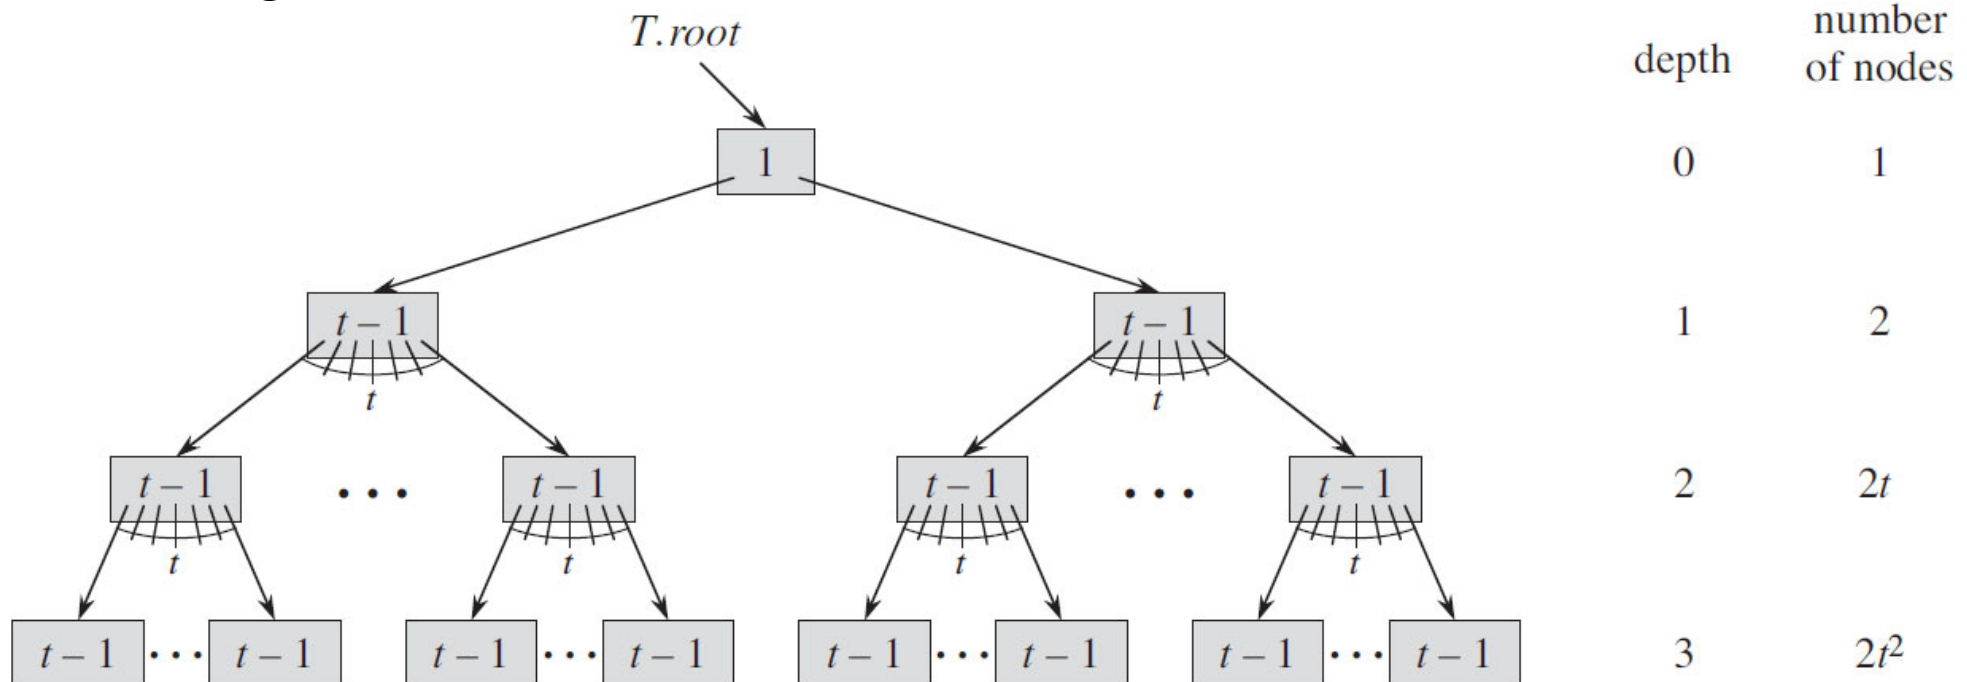 T.root
depth
number
of nodes
1
0
1
t – 1
t – 1
1
2
t
t
t – 1
• • •
t – 1
t – 1
• • •
t – 1
2
2t
t
t
t
t
t – 1
• • •
t – 1
t – 1
• • •
t – 1
t – 1
• • •
t – 1
t – 1
• • •
t – 1
3
2t²